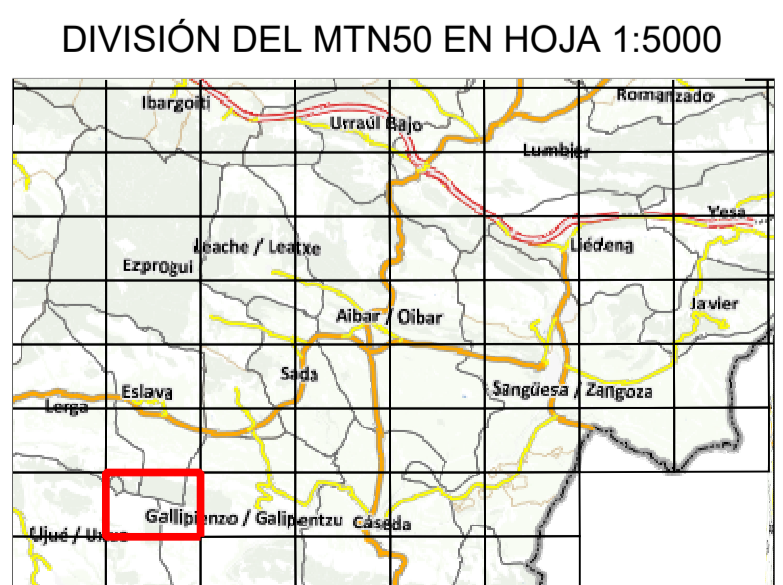 DIVISIÓN DEL MTN50 EN HOJA 1:5000
Romanzado
Ibargoiti
Urraúl Bajo
Lumbier
Yesa
Leache / Leatxe
Liédena
Ezprogui
Javier
Aibar / Oibar
Sada
Eslava
Sangüesa / Zangoza
Lerga
Gallipienzo / Galipentzu
Cáseda
Ujué / Uxue